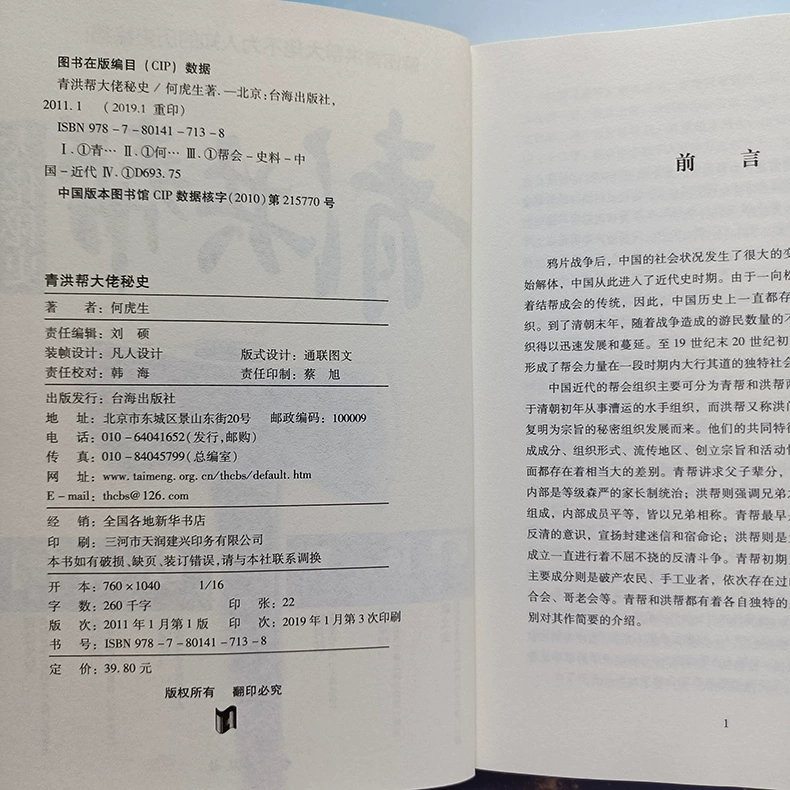 图书在版编目（CIP）数据
青洪帮大佬秘史 / 何虎生著. —北京：台海出版社，
2011.1 （2019.1 重印）
ISBN 978－7－80141－713－8
Ⅰ.①青… Ⅱ.①何… Ⅲ.①帮会－史料－中
国－近代 Ⅳ.①D693.75
中国版本图书馆 CIP 数据核字（2010）第 215770 号
青洪帮大佬秘史
著 者：何虎生
责任编辑：刘 硕
装帧设计：凡人设计 版式设计：通联图文
责任校对：韩 海 责任印制：蔡 旭
出版发行：台海出版社
地 址：北京市东城区景山东街20号 邮政编码：100009
电 话：010－64041652（发行，邮购）
传 真：010－84045799（总编室）
网 址：www.taimeng.org.cn/thcbs/default.htm
E－mail：thcbs@126.com
经 销：全国各地新华书店
印 刷：三河市天润建兴印务有限公司
本书如有破损、缺页、装订错误，请与本社联系调换
开 本：760×1040 1/16
字 数：260千字 印 张：22
版 次：2011年1月第1版 印 次：2019年1月第3次印刷
书 号：ISBN 978－7－80141－713－8
定 价：39.80元
版权所有 翻印必究
前 言
鸦片战争后，中国的社会状况发生了很大的变
始解体，中国从此进入了近代史时期。由于一向松
着结帮成会的传统，因此，中国历史上一直都存
织。到了清朝末年，随着战争造成的游民数量的不
织得以迅速发展和蔓延。至19世纪末20世纪初
形成了帮会力量在一段时期内大行其道的独特社会
中国近代的帮会组织主要可分为青帮和洪帮两
于清朝初年从事漕运的水手组织，而洪帮又称洪门
复明为宗旨的秘密组织发展而来。他们的共同特征
成成分、组织形式、流传地区、创立宗旨和活动情
面都存在着相当大的差别。青帮讲求父子辈分，
内部是等级森严的家长制统治；洪帮则强调兄弟
组成，内部成员平等，皆以兄弟相称。青帮最早是
反清的意识，宣扬封建迷信和宿命论；洪帮则是
成立一直进行着不屈不挠的反清斗争。青帮初期
主要成分则是破产农民、手工业者，依次存在过
合会、哥老会等。青帮和洪帮都有着各自独特的
别对其作简要的介绍。
1